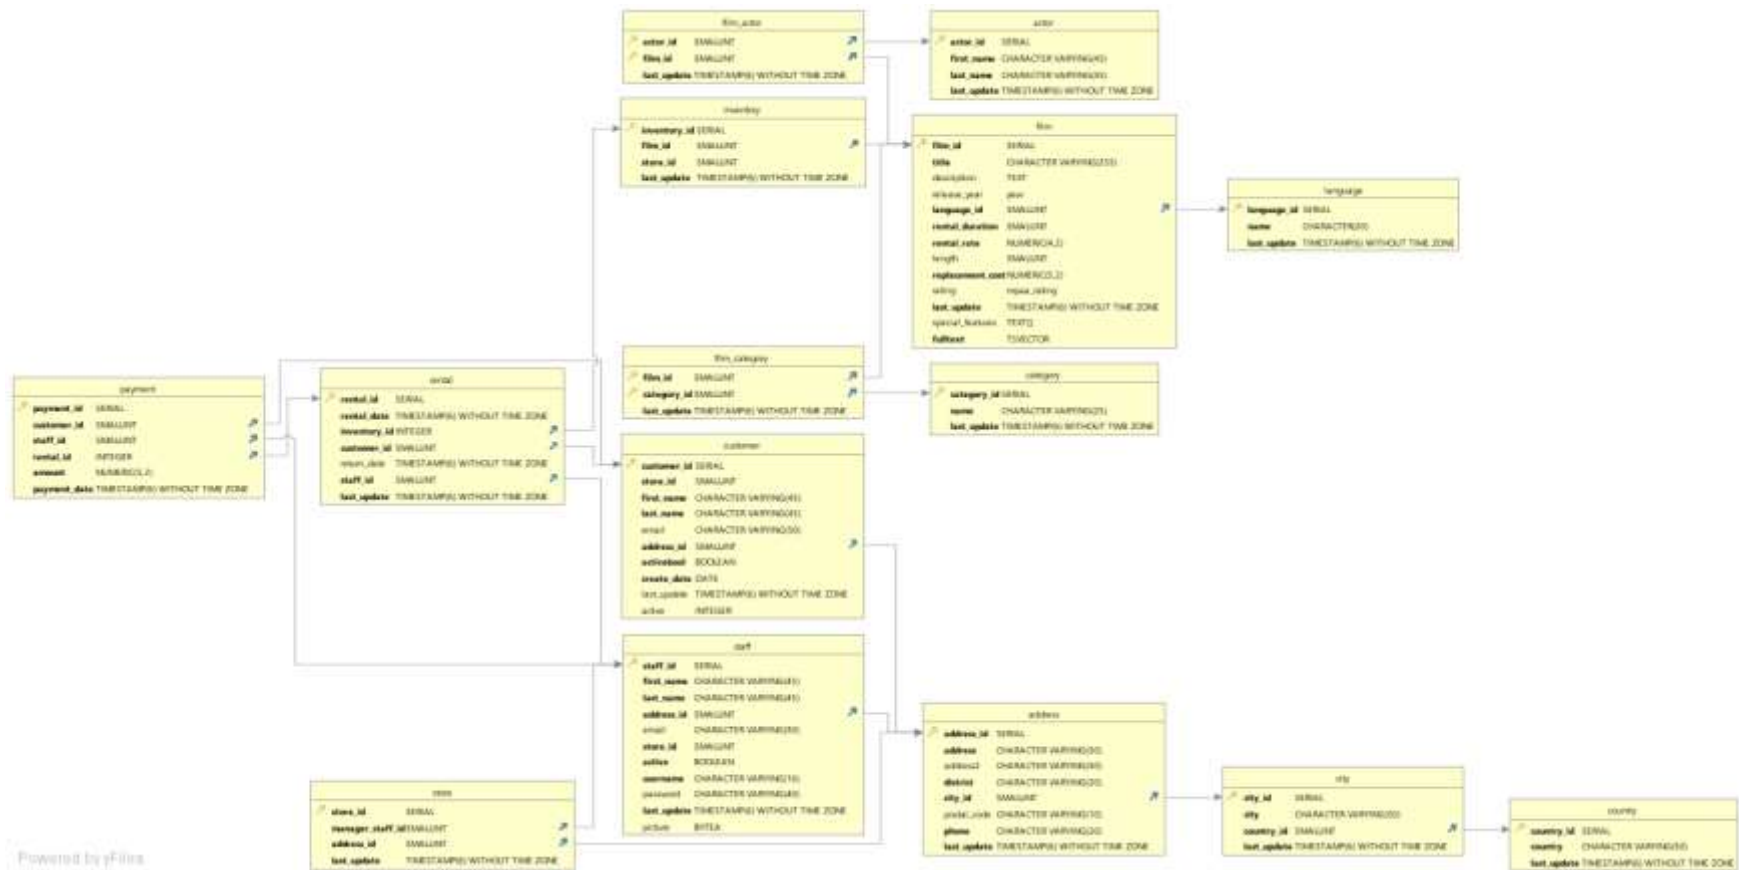 film_actor
actor_id SMALLINT
film_id SMALLINT
last_update TIMESTAMP(6) WITHOUT TIME ZONE
actor
actor_id SERIAL
first_name CHARACTER VARYING(45)
last_name CHARACTER VARYING(45)
last_update TIMESTAMP(6) WITHOUT TIME ZONE
inventory
inventory_id SERIAL
film_id SMALLINT
store_id SMALLINT
last_update TIMESTAMP(6) WITHOUT TIME ZONE
film
film_id SERIAL
title CHARACTER VARYING(255)
description TEXT
release_year year
language_id SMALLINT
rental_duration SMALLINT
rental_rate NUMERIC(4,2)
length SMALLINT
replacement_cost NUMERIC(5,2)
rating mpaa_rating
last_update TIMESTAMP(6) WITHOUT TIME ZONE
special_features TEXT[]
fulltext TSVECTOR
language
language_id SERIAL
name CHARACTER(20)
last_update TIMESTAMP(6) WITHOUT TIME ZONE
film_category
film_id SMALLINT
category_id SMALLINT
last_update TIMESTAMP(6) WITHOUT TIME ZONE
category
category_id SERIAL
name CHARACTER VARYING(25)
last_update TIMESTAMP(6) WITHOUT TIME ZONE
payment
payment_id SERIAL
customer_id SMALLINT
staff_id SMALLINT
rental_id INTEGER
amount NUMERIC(5,2)
payment_date TIMESTAMP(6) WITHOUT TIME ZONE
rental
rental_id SERIAL
rental_date TIMESTAMP(6) WITHOUT TIME ZONE
inventory_id INTEGER
customer_id SMALLINT
return_date TIMESTAMP(6) WITHOUT TIME ZONE
staff_id SMALLINT
last_update TIMESTAMP(6) WITHOUT TIME ZONE
customer
customer_id SERIAL
store_id SMALLINT
first_name CHARACTER VARYING(45)
last_name CHARACTER VARYING(45)
email CHARACTER VARYING(50)
address_id SMALLINT
activebool BOOLEAN
create_date DATE
last_update TIMESTAMP(6) WITHOUT TIME ZONE
active INTEGER
staff
staff_id SERIAL
first_name CHARACTER VARYING(45)
last_name CHARACTER VARYING(45)
address_id SMALLINT
email CHARACTER VARYING(50)
store_id SMALLINT
active BOOLEAN
username CHARACTER VARYING(16)
password CHARACTER VARYING(40)
last_update TIMESTAMP(6) WITHOUT TIME ZONE
picture BYTEA
store
store_id SERIAL
manager_staff_id SMALLINT
address_id SMALLINT
last_update TIMESTAMP(6) WITHOUT TIME ZONE
address
address_id SERIAL
address CHARACTER VARYING(50)
address2 CHARACTER VARYING(50)
district CHARACTER VARYING(20)
city_id SMALLINT
postal_code CHARACTER VARYING(10)
phone CHARACTER VARYING(20)
last_update TIMESTAMP(6) WITHOUT TIME ZONE
city
city_id SERIAL
city CHARACTER VARYING(50)
country_id SMALLINT
last_update TIMESTAMP(6) WITHOUT TIME ZONE
country
country_id SERIAL
country CHARACTER VARYING(50)
last_update TIMESTAMP(6) WITHOUT TIME ZONE
Powered by yFiles